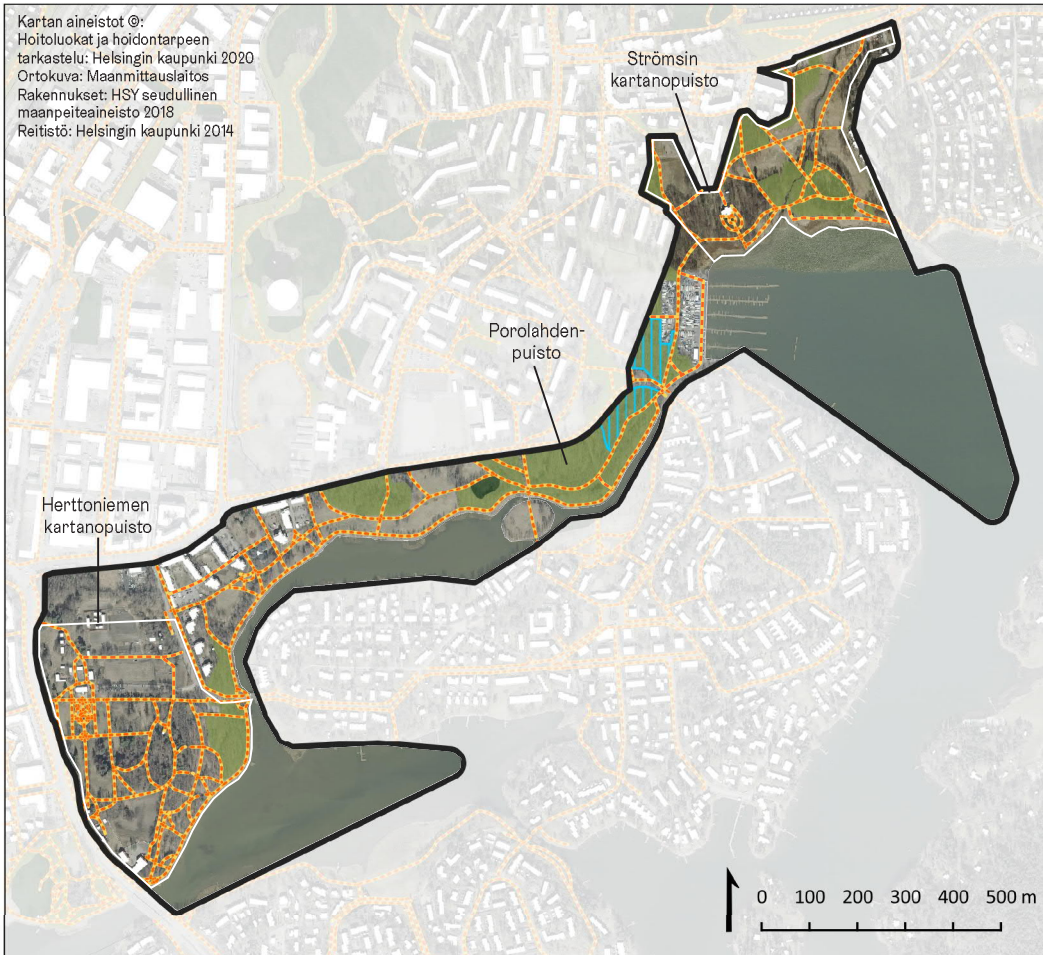 Kartan aineistot ©:
Hoitoluokat ja hoidontarpeen
tarkastelu: Helsingin kaupunki 2020
Ortokuva: Maanmittauslaitos
Rakennukset: HSY seudullinen
maanpeiteaineisto 2018
Reitistö: Helsingin kaupunki 2014
Strömsin
kartanopuisto
Porolahden-
puisto
Herttoniemen
kartanopuisto
0 100 200 300 400 500 m